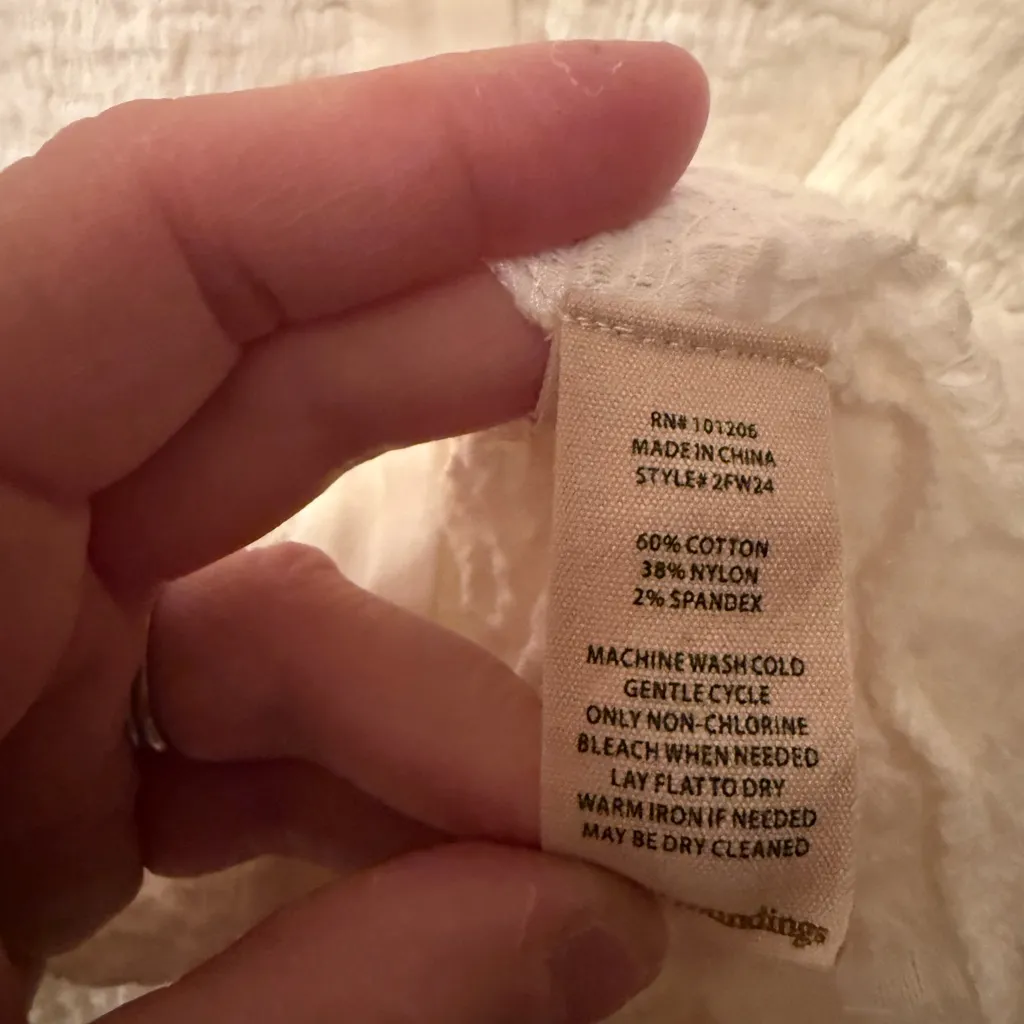 RN# 101206
MADE IN CHINA
STYLE# 2FW24
60% COTTON
38% NYLON
2% SPANDEX
MACHINE WASH COLD
GENTLE CYCLE
ONLY NON-CHLORINE
BLEACH WHEN NEEDED
LAY FLAT TO DRY
WARM IRON IF NEEDED
MAY BE DRY CLEANED